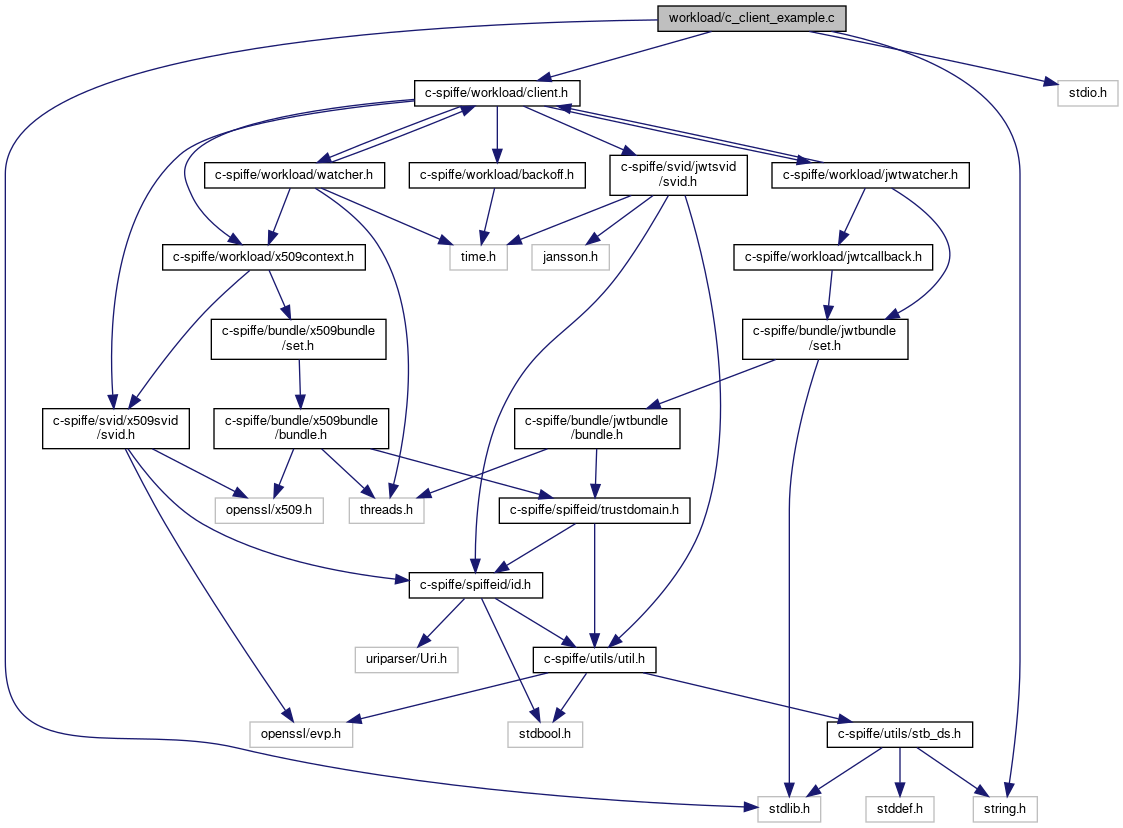 workload/c_client_example.c
c-spiffe/workload/client.h
stdio.h
c-spiffe/workload/watcher.h
c-spiffe/workload/backoff.h
c-spiffe/svid/jwtsvid
/svid.h
c-spiffe/workload/jwtwatcher.h
c-spiffe/workload/x509context.h
time.h
jansson.h
c-spiffe/workload/jwtcallback.h
c-spiffe/bundle/x509bundle
/set.h
c-spiffe/bundle/jwtbundle
/set.h
c-spiffe/svid/x509svid
/svid.h
c-spiffe/bundle/x509bundle
/bundle.h
c-spiffe/bundle/jwtbundle
/bundle.h
openssl/x509.h
threads.h
c-spiffe/spiffeid/trustdomain.h
c-spiffe/spiffeid/id.h
uriparser/Uri.h
c-spiffe/utils/util.h
openssl/evp.h
stdbool.h
c-spiffe/utils/stb_ds.h
stdlib.h
stddef.h
string.h